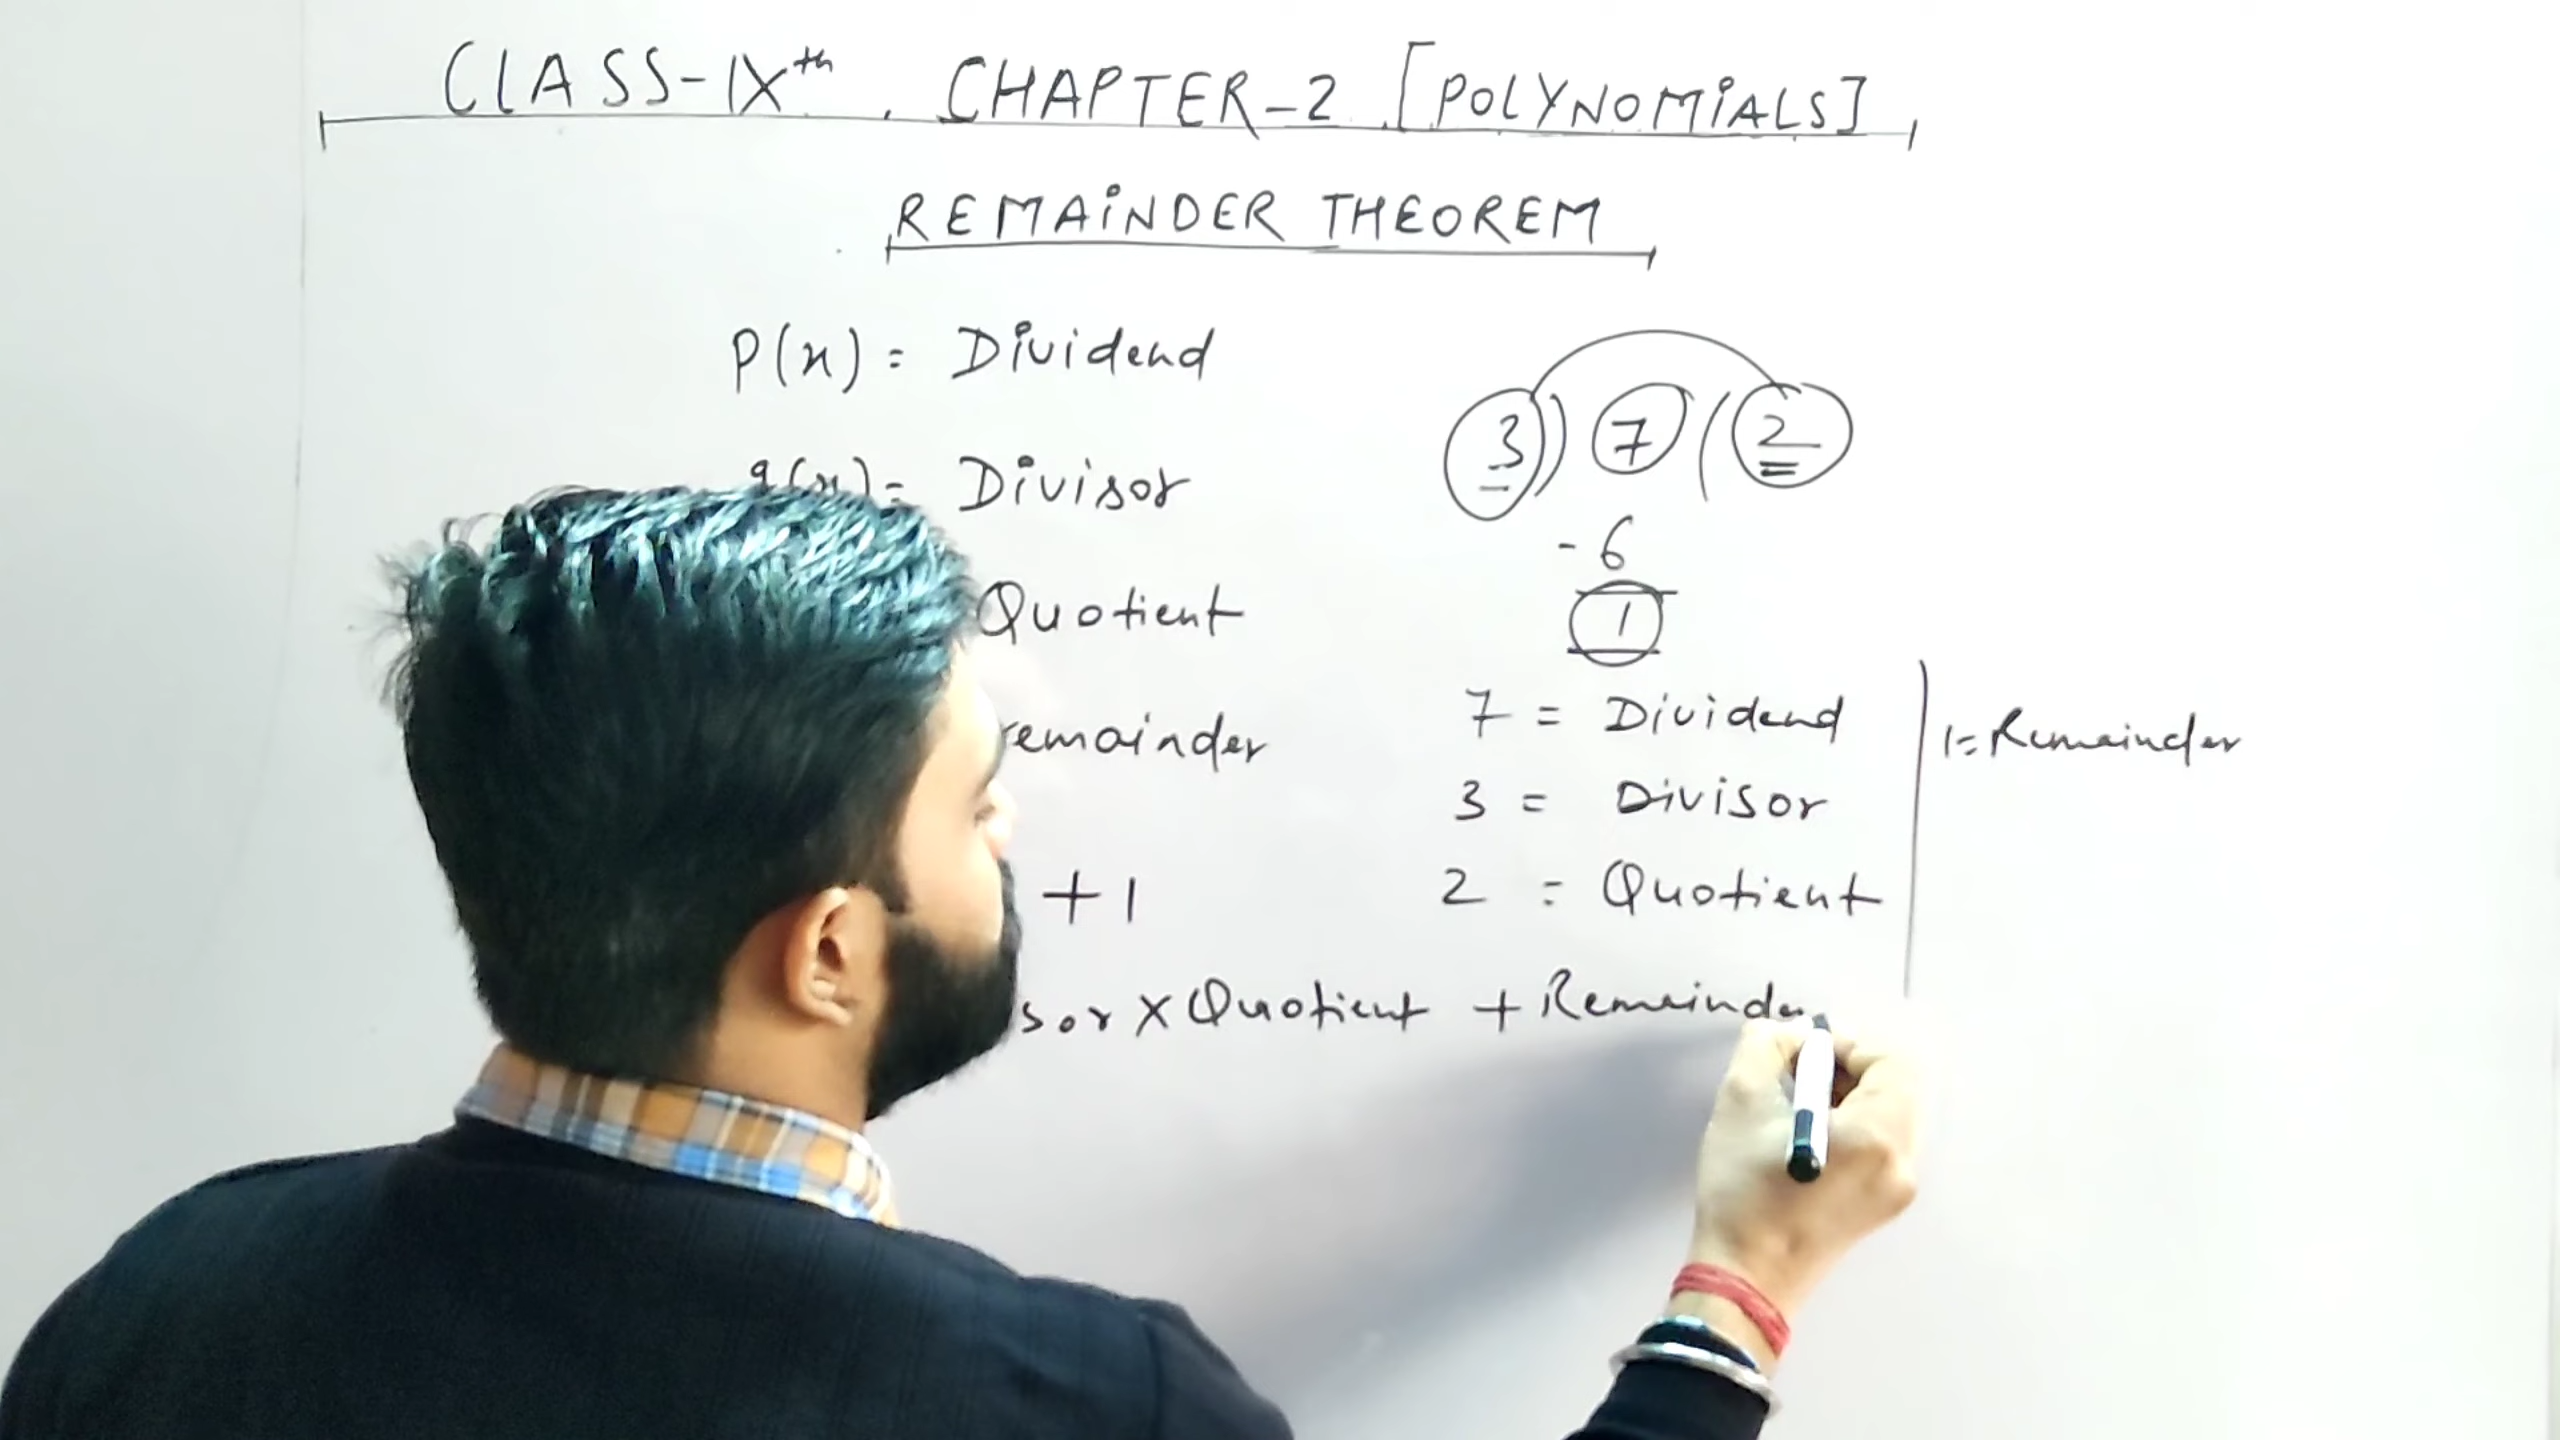 CLASS-IXth CHAPTER-2 [POLYNOMIALS]
REMAINDER THEOREM
P(x) = Dividend
q(x) = Divisor
Quotient
remainder
+ 1
sor X Quotient + Remainder
3) 7 (2
- 6
1
7 = Dividend
3 = Divisor
2 = Quotient
1 = Remainder